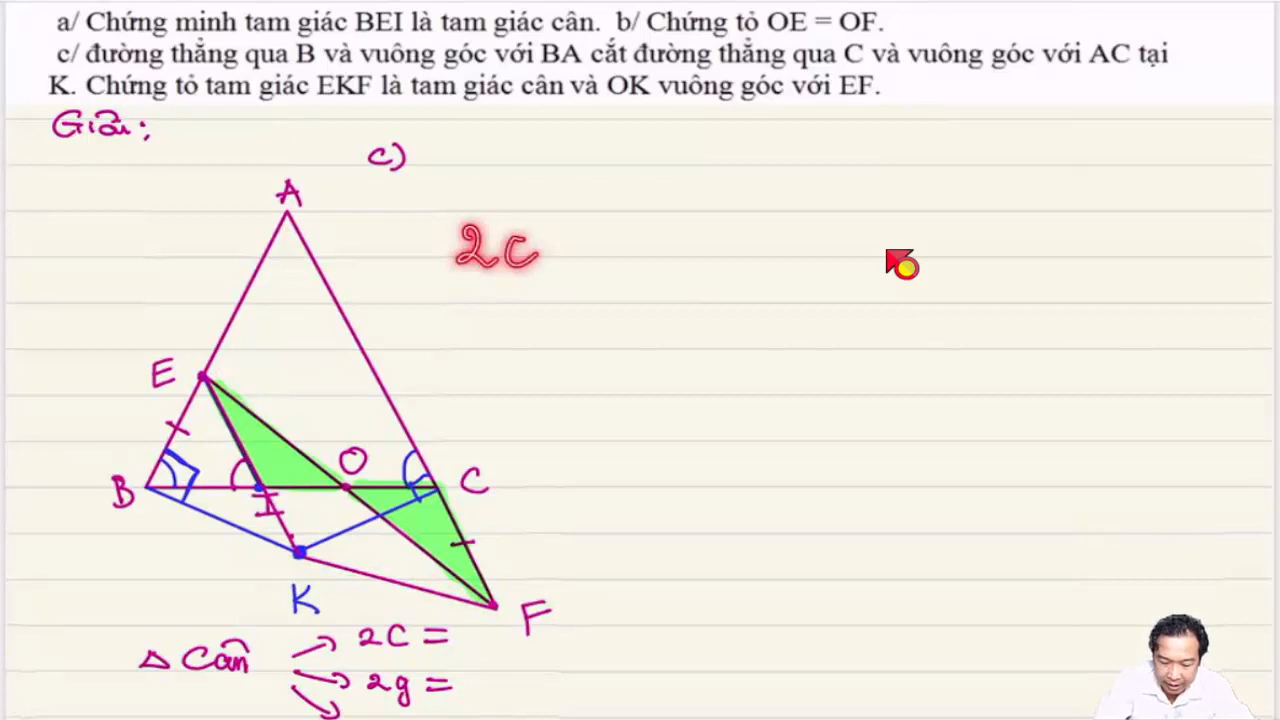 a/ Chứng minh tam giác BEI là tam giác cân.  b/ Chứng tỏ OE = OF.
c/ đường thẳng qua B và vuông góc với BA cắt đường thẳng qua C và vuông góc với AC tại
K. Chứng tỏ tam giác EKF là tam giác cân và OK vuông góc với EF.
Giải:
c)
A
2c
E
O
B
C
I
K
F
Δ Cân
2C =
2g =